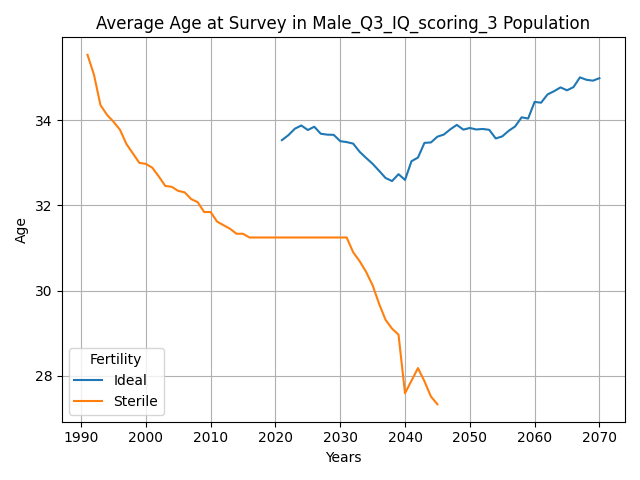 Average Age at Survey in Male_Q3_IQ_scoring_3 Population
Age
34
32
30
28
Fertility
Ideal
Sterile
1990 2000 2010 2020 2030 2040 2050 2060 2070
Years